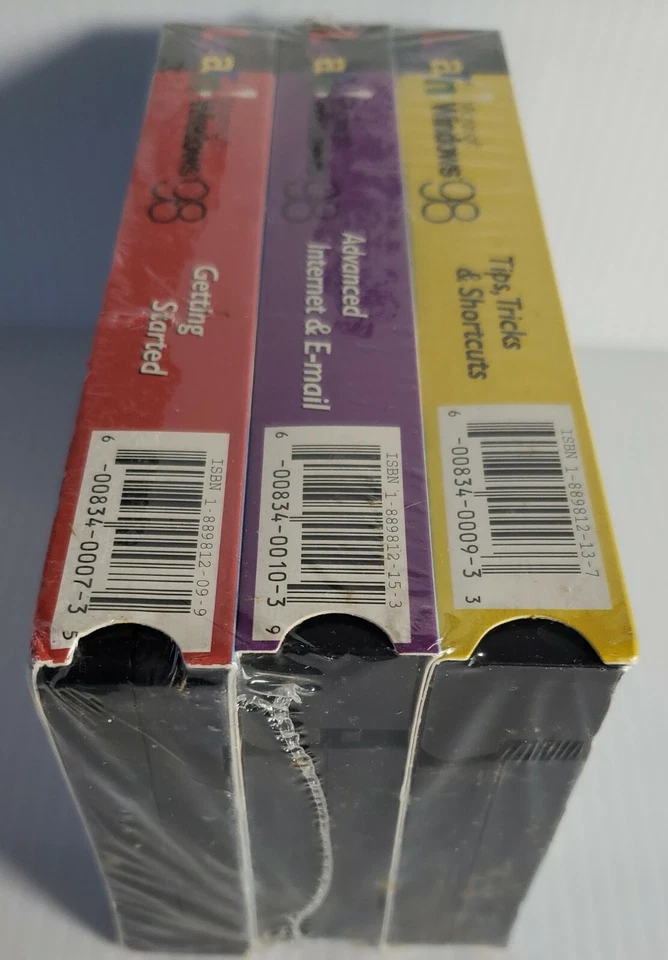 Windows 98
Getting
Started
ISBN 1-889812-09-9
6 -00834-0007-3 5
98
Advanced
Internet & E-mail
ISBN 1-889812-15-3
6 -00834-0010-3 9
Windows 98
Tips, Tricks
& Shortcuts
ISBN 1-889812-13-7
6 -00834-0009-3 3